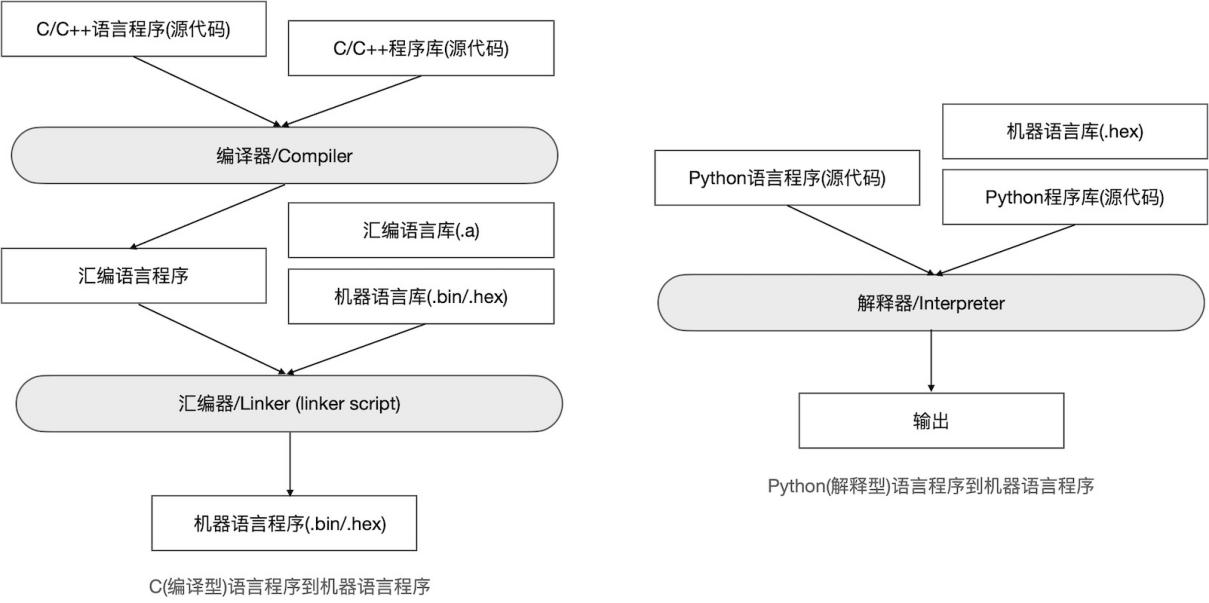 C/C++语言程序(源代码)
C/C++程序库(源代码)
编译器/Compiler
汇编语言库(.a)
汇编语言程序
机器语言库(.bin/.hex)
汇编器/Linker (linker script)
机器语言程序(.bin/.hex)
C(编译型)语言程序到机器语言程序
机器语言库(.hex)
Python语言程序(源代码)
Python程序库(源代码)
解释器/Interpreter
输出
Python(解释型)语言程序到机器语言程序